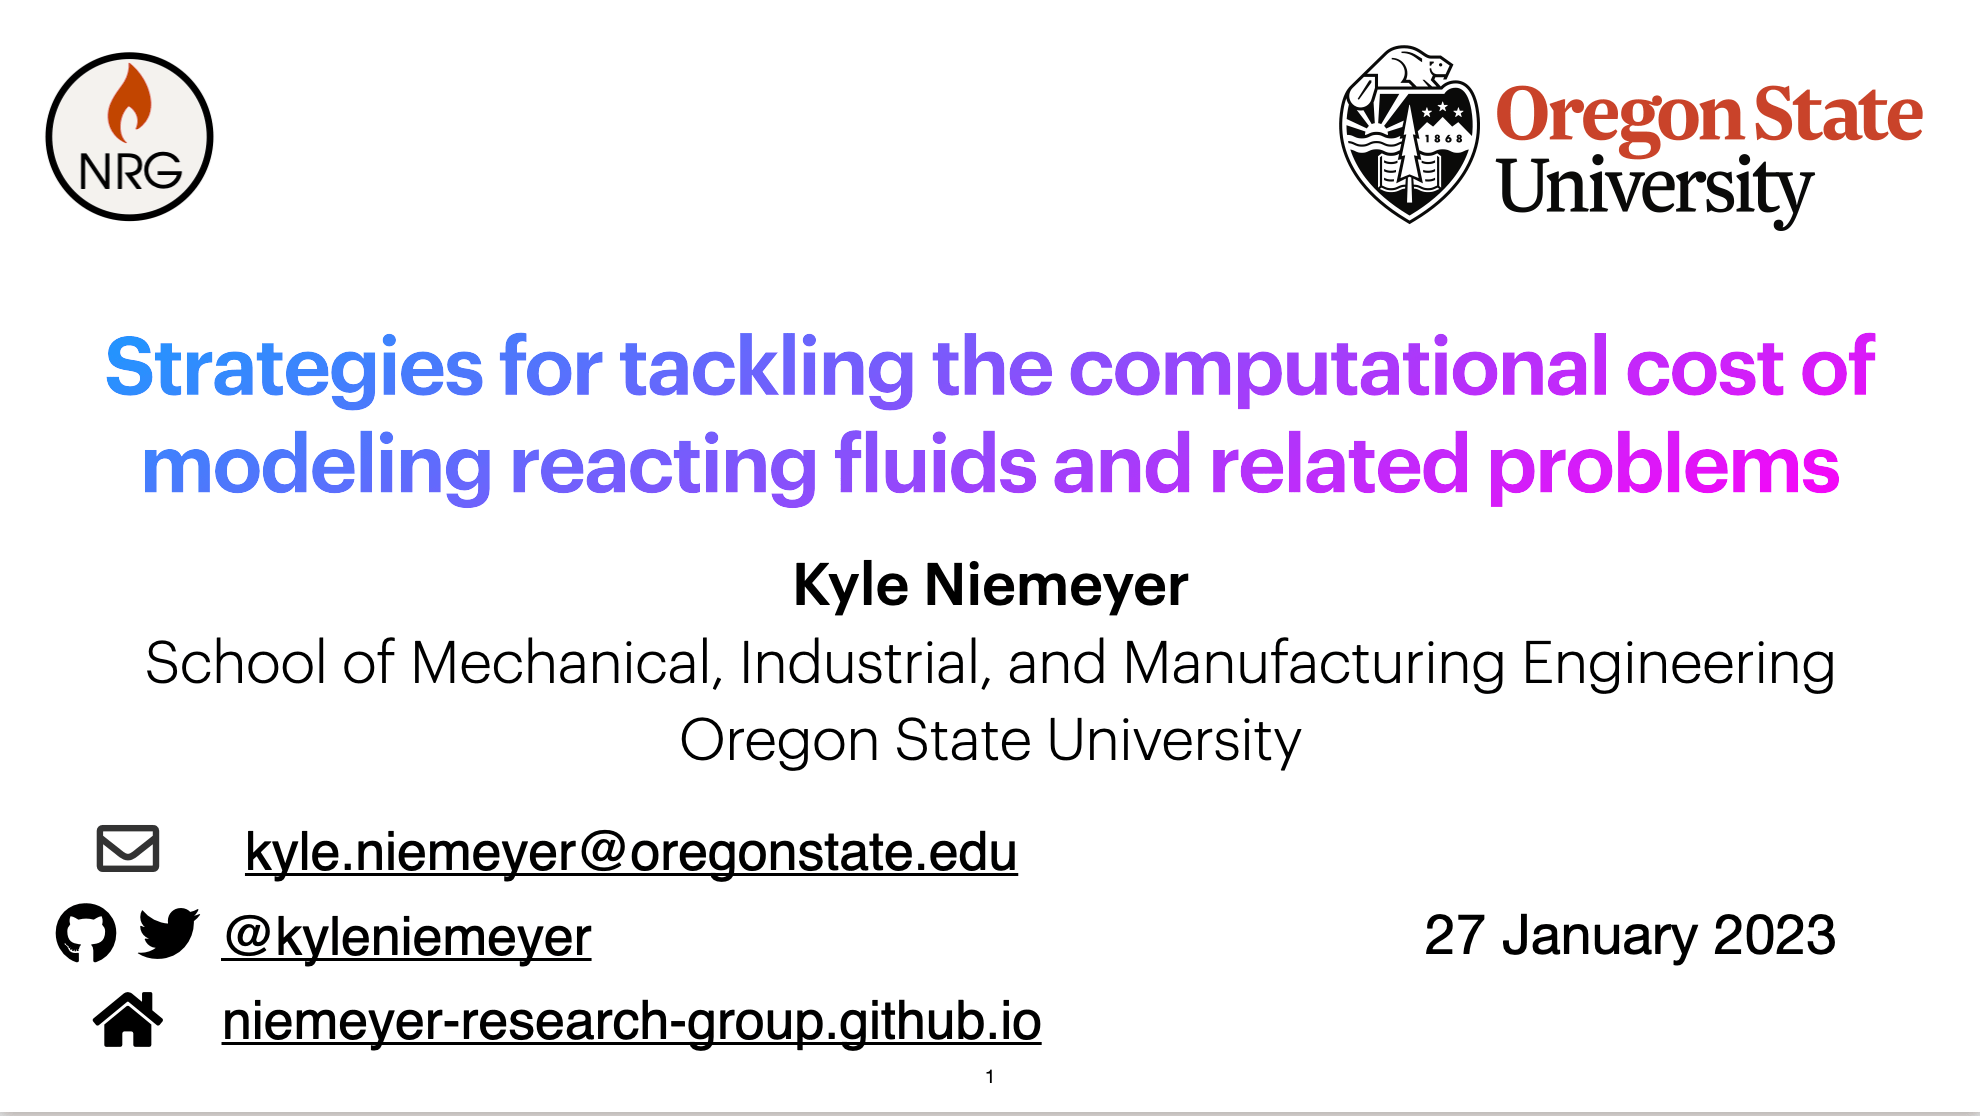 NRG
1868
Oregon State
University
Strategies for tackling the computational cost of
modeling reacting fluids and related problems
Kyle Niemeyer
School of Mechanical, Industrial, and Manufacturing Engineering
Oregon State University
kyle.niemeyer@oregonstate.edu
@kyleniemeyer
27 January 2023
niemeyer-research-group.github.io
1